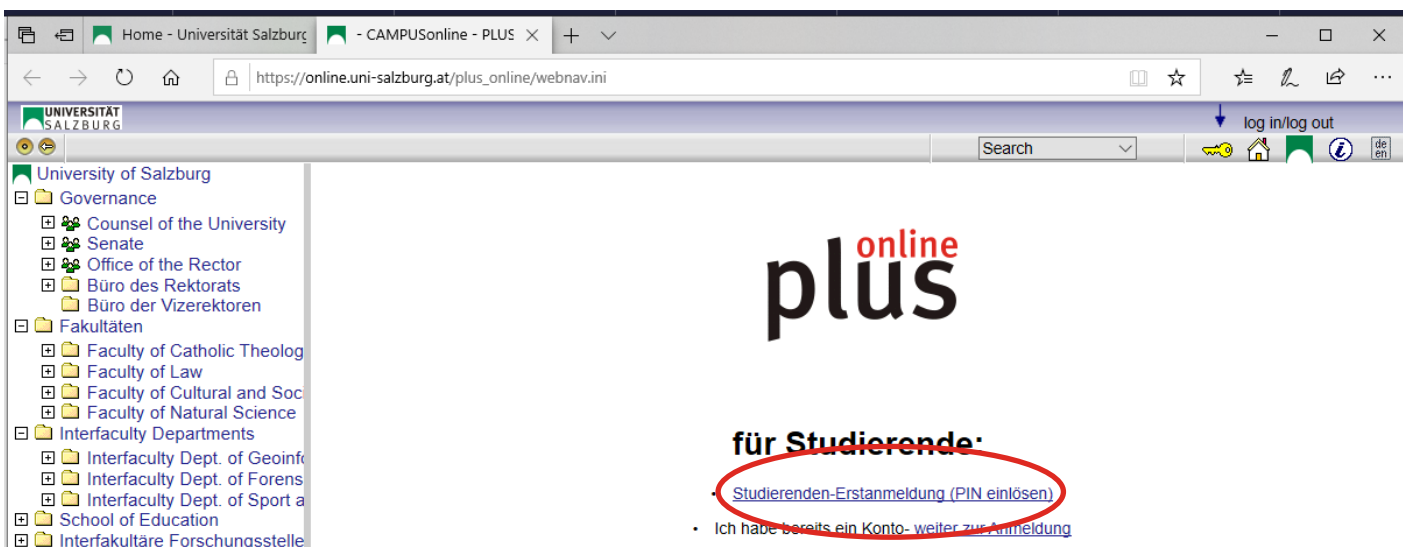 Home - Universität Salzburg
- CAMPUSonline - PLUS
https://online.uni-salzburg.at/plus_online/webnav.ini
UNIVERSITÄT
SALZBURG
log in/log out
Search
de
en
University of Salzburg
Governance
Counsel of the University
Senate
Office of the Rector
Büro des Rektorats
Büro der Vizerektoren
Fakultäten
Faculty of Catholic Theolog
Faculty of Law
Faculty of Cultural and Soc
Faculty of Natural Science
Interfaculty Departments
Interfaculty Dept. of Geoinfo
Interfaculty Dept. of Forens
Interfaculty Dept. of Sport a
School of Education
Interfakultäre Forschungsstelle
online
plus
für Studierende:
• Studierenden-Erstanmeldung (PIN einlösen)
• Ich habe bereits ein Konto- weiter zur Anmeldung